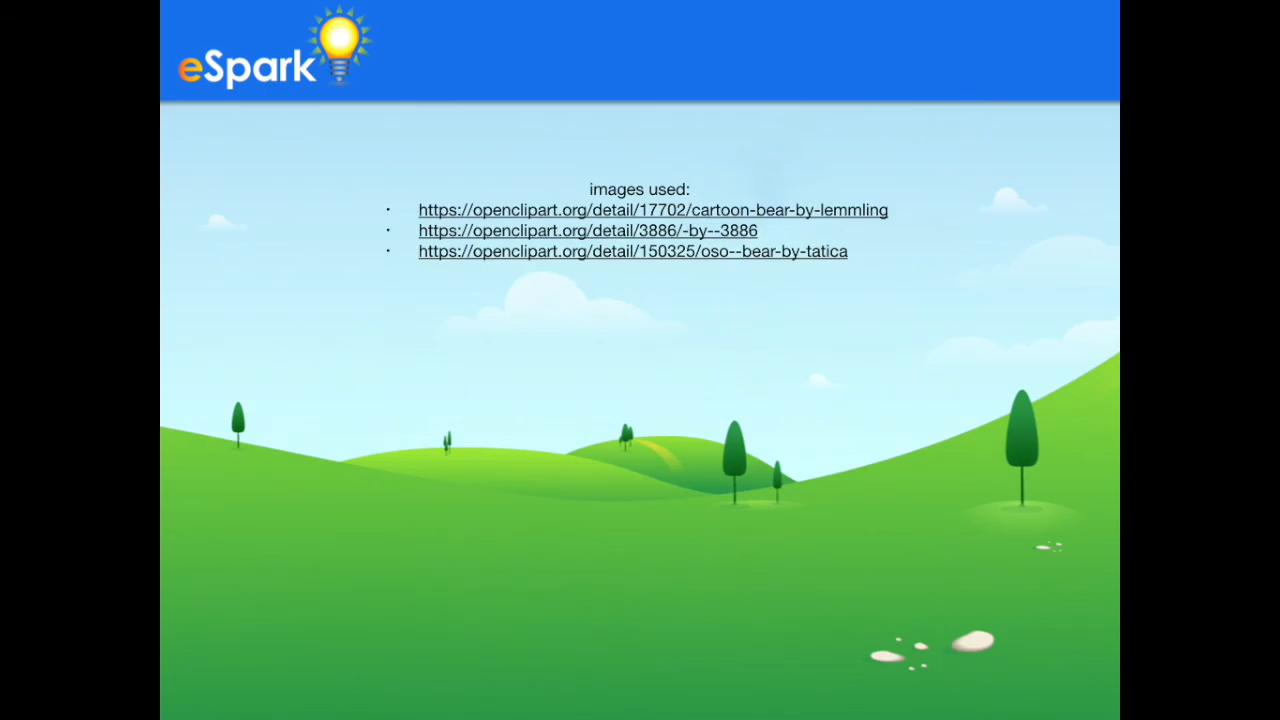 eSpark
images used:
· https://openclipart.org/detail/17702/cartoon-bear-by-lemmling
· https://openclipart.org/detail/3886/-by--3886
· https://openclipart.org/detail/150325/oso--bear-by-tatica